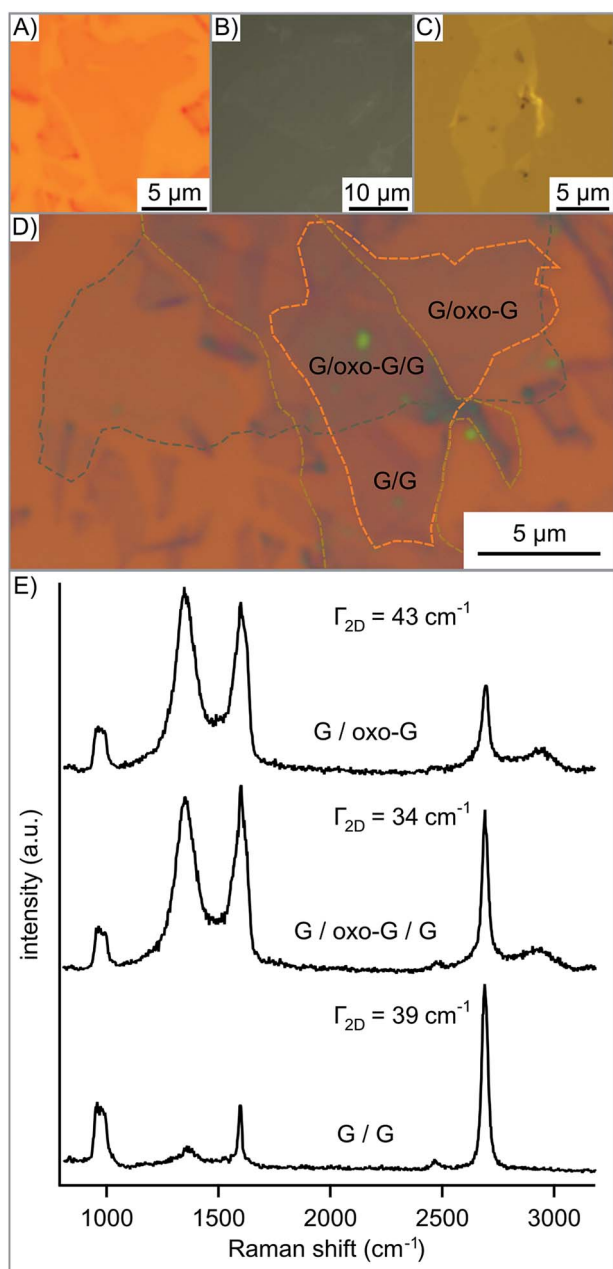 A)
5 µm
B)
10 µm
C)
5 µm
D)
G/oxo-G
G/oxo-G/G
G/G
5 µm
E)
Γ2D = 43 cm-1
G / oxo-G
Γ2D = 34 cm-1
G / oxo-G / G
Γ2D = 39 cm-1
G / G
intensity (a.u.)
1000 1500 2000 2500 3000
Raman shift (cm-1)